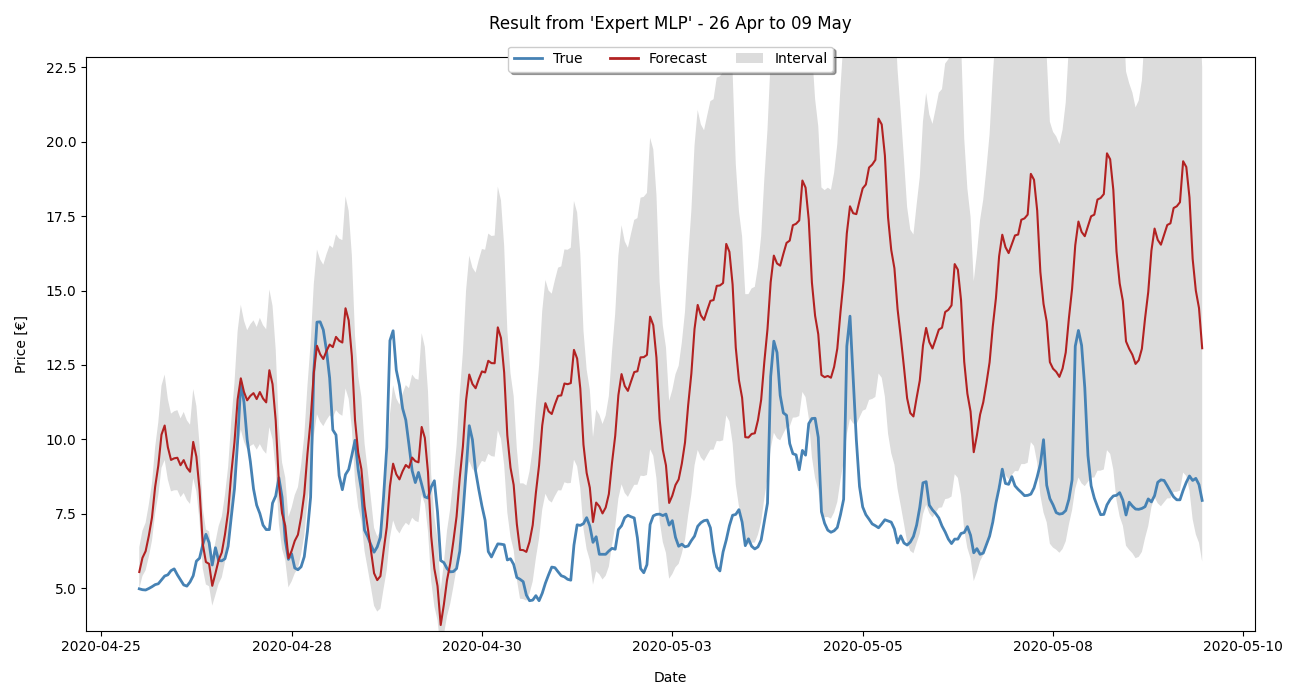 Result from 'Expert MLP' - 26 Apr to 09 May
True Forecast Interval
22.5
20.0
17.5
15.0
12.5
10.0
7.5
5.0
Price [€]
2020-04-25 2020-04-28 2020-04-30 2020-05-03 2020-05-05 2020-05-08 2020-05-10
Date